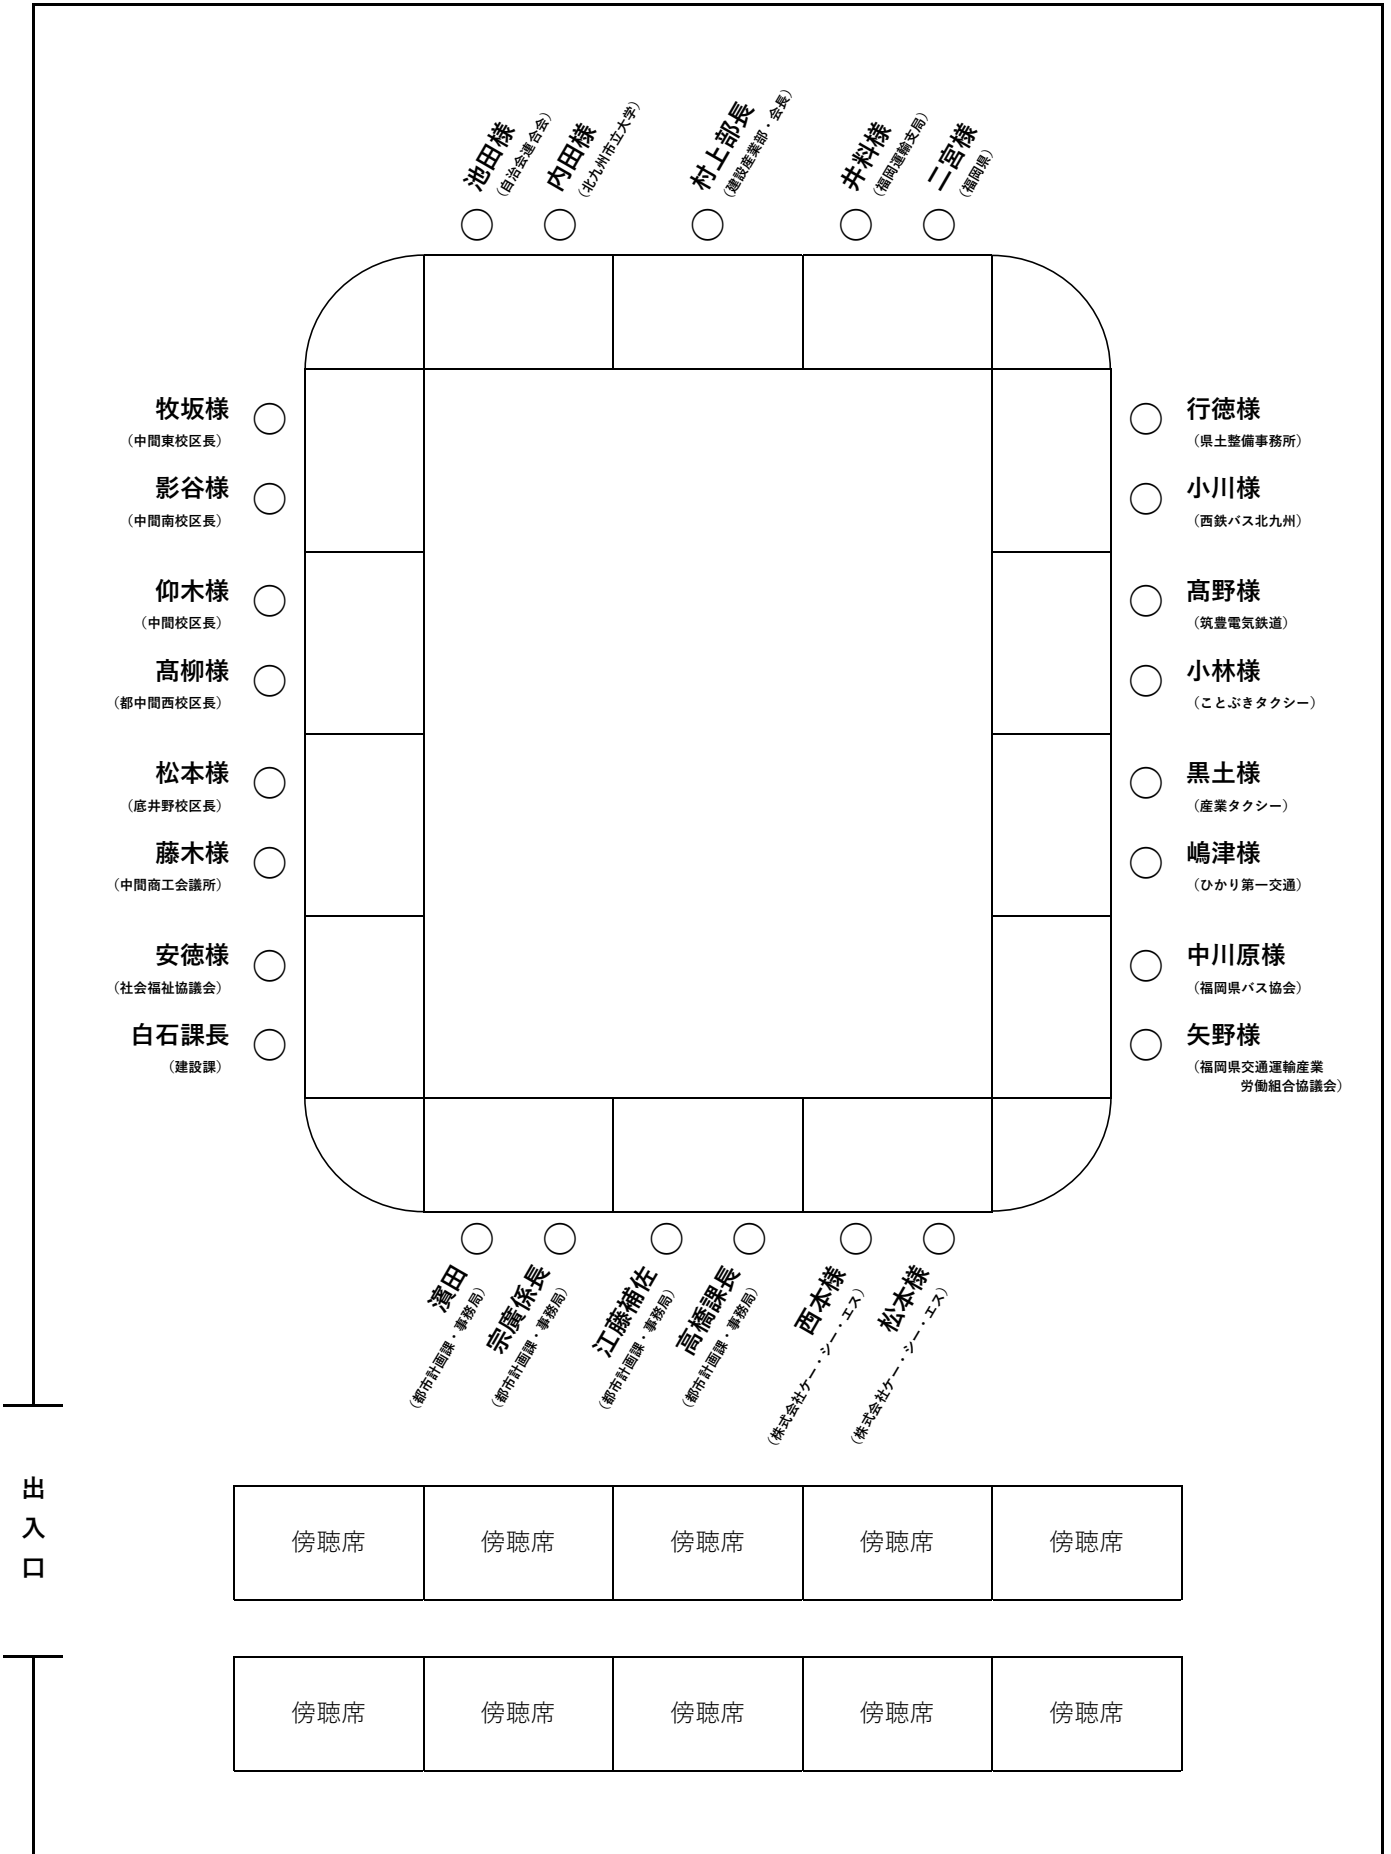 池田様
（自治会連合会）
内田様
（北九州市立大学）
村上部長
（建設産業部・会長）
井料様
（福岡運輸支局）
二宮様
（福岡県）
牧坂様
（中間東校区長）
影谷様
（中間南校区長）
仰木様
（中間校区長）
髙柳様
（都中間西校区長）
松本様
（底井野校区長）
藤木様
（中間商工会議所）
安徳様
（社会福祉協議会）
白石課長
（建設課）
行徳様
（県土整備事務所）
小川様
（西鉄バス北九州）
髙野様
（筑豊電気鉄道）
小林様
（ことぶきタクシー）
黒土様
（産業タクシー）
嶋津様
（ひかり第一交通）
中川原様
（福岡県バス協会）
矢野様
（福岡県交通運輸産業
労働組合協議会）
濱田
（都市計画課・事務局）
宗廣係長
（都市計画課・事務局）
江藤補佐
（都市計画課・事務局）
高橋課長
（都市計画課・事務局）
西本様
（株式会社ケー・シー・エス）
松本様
（株式会社ケー・シー・エス）
出入口
傍聴席 傍聴席 傍聴席 傍聴席 傍聴席
傍聴席 傍聴席 傍聴席 傍聴席 傍聴席